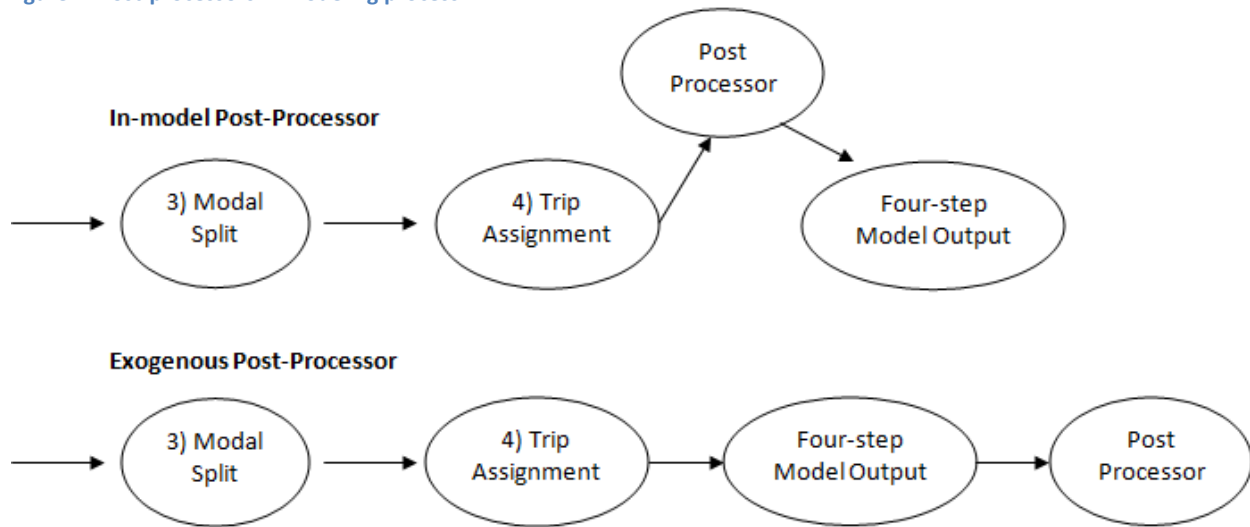 Post
Processor
In-model Post-Processor
3) Modal
Split
4) Trip
Assignment
Four-step
Model Output
Exogenous Post-Processor
3) Modal
Split
4) Trip
Assignment
Four-step
Model Output
Post
Processor